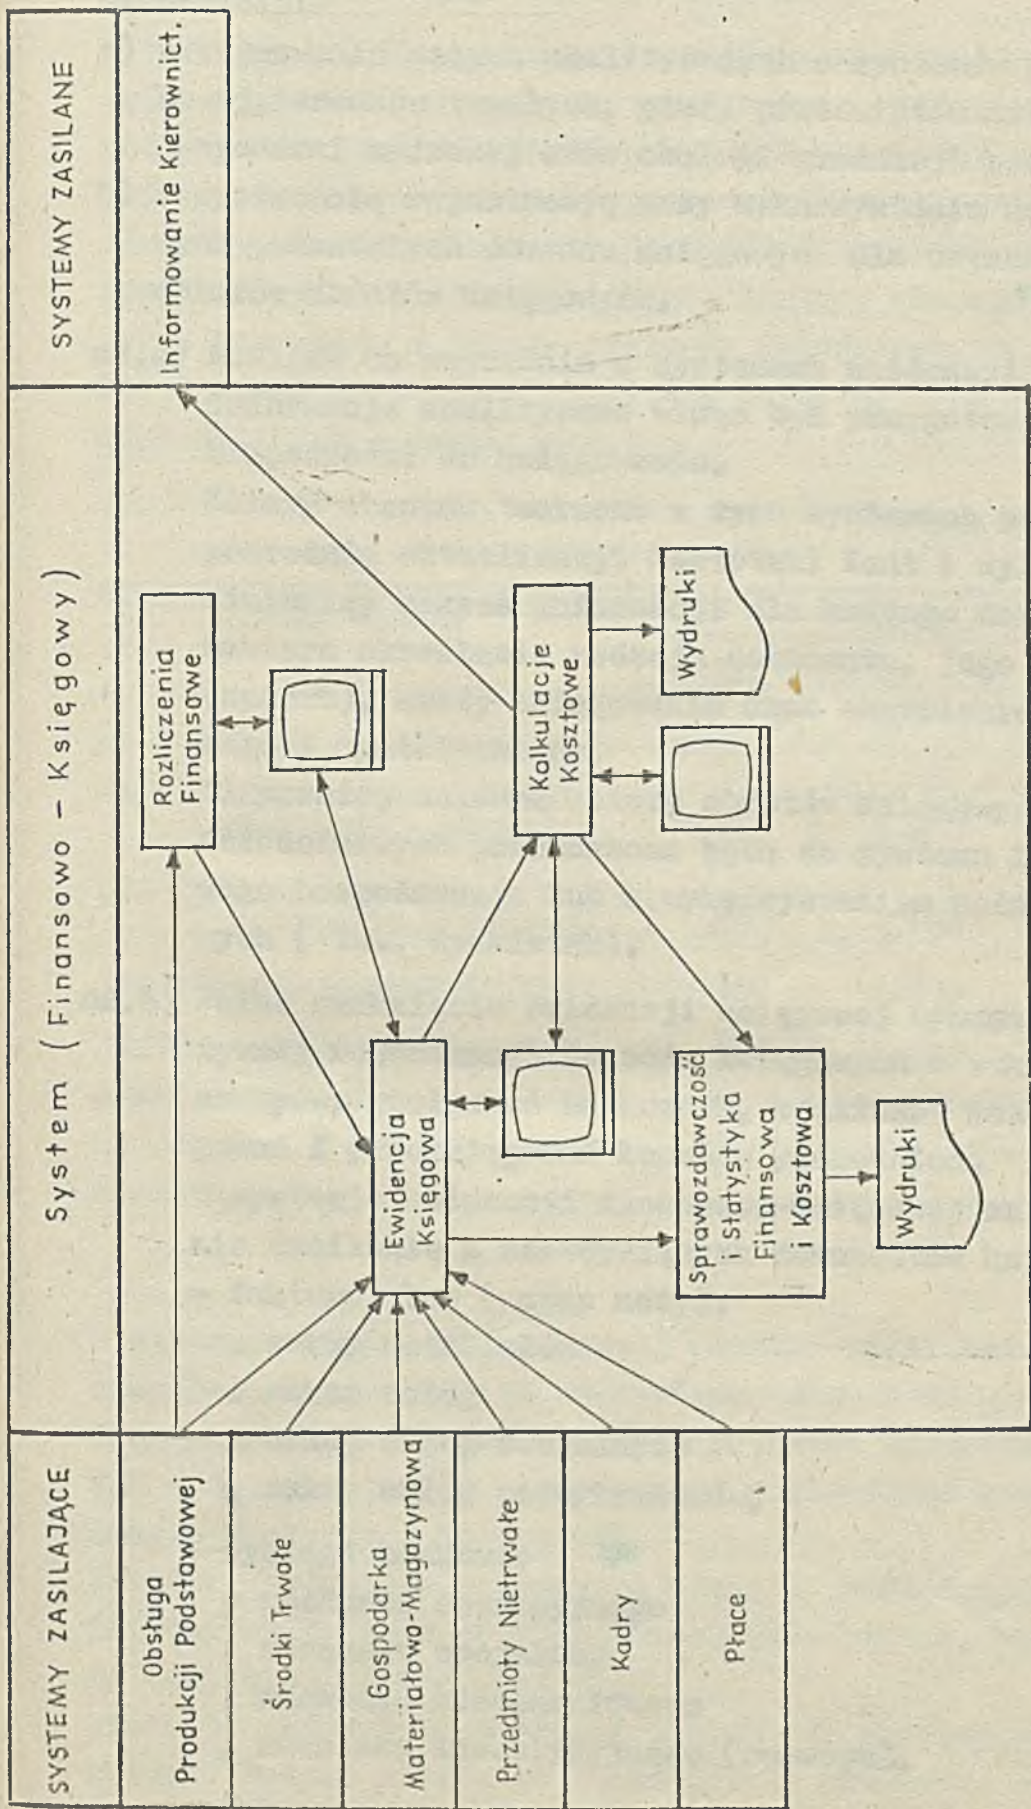 SYSTEMY ZASILAJĄCE
System ( Finansowo – Księgowy )
SYSTEMY ZASILANE
Obsługa
Produkcji Podstawowej
Środki Trwałe
Gospodarka
Materiałowo-Magazynowa
Przedmioty Nietrwałe
Kadry
Płace
Rozliczenia
Finansowe
Ewidencja
Księgowa
Kalkulacje
Kosztowe
Wydruki
Sprawozdawczość
i Statystyka
Finansowa
i Kosztowa
Wydruki
Informowanie Kierownict.